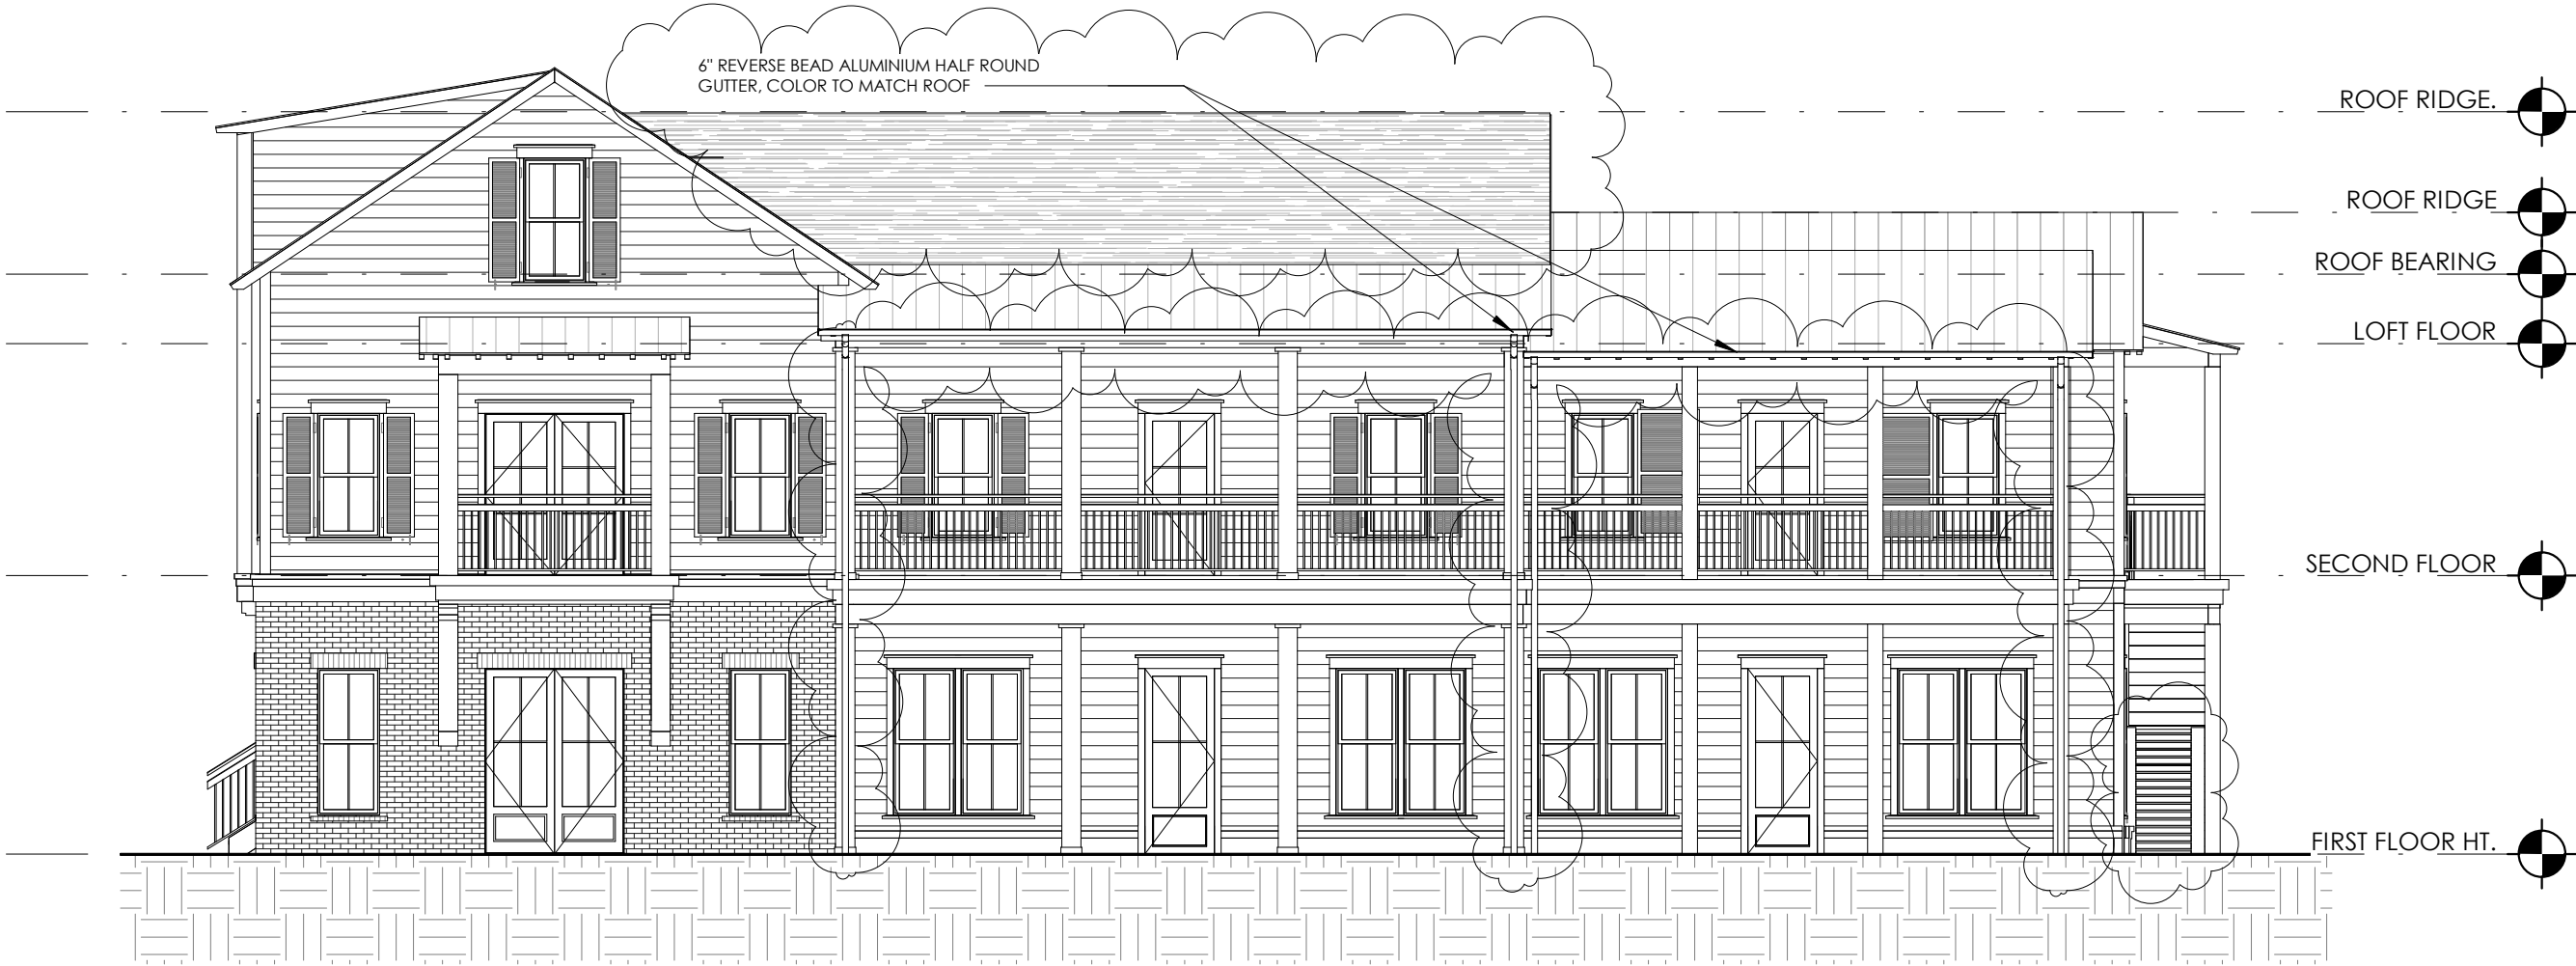 6" REVERSE BEAD ALUMINIUM HALF ROUND
GUTTER, COLOR TO MATCH ROOF
ROOF RIDGE.
ROOF RIDGE
ROOF BEARING
LOFT FLOOR
SECOND FLOOR
FIRST FLOOR HT.